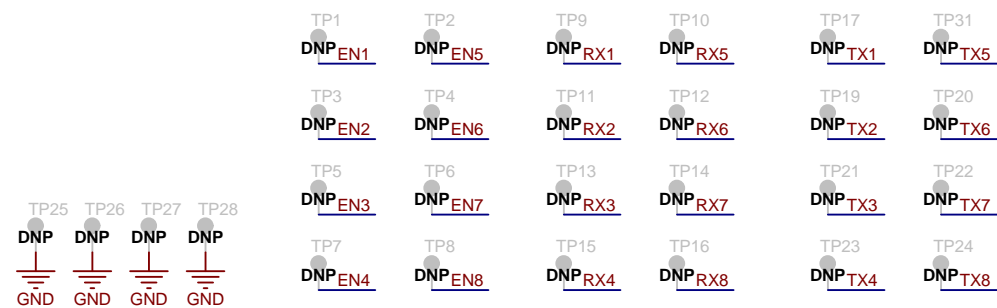 TP1 TP2 TP9 TP10 TP17 TP31
DNP EN1 DNP EN5 DNP RX1 DNP RX5 DNP TX1 DNP TX5
TP3 TP4 TP11 TP12 TP19 TP20
DNP EN2 DNP EN6 DNP RX2 DNP RX6 DNP TX2 DNP TX6
TP5 TP6 TP13 TP14 TP21 TP22
DNP EN3 DNP EN7 DNP RX3 DNP RX7 DNP TX3 DNP TX7
TP25 TP26 TP27 TP28
DNP DNP DNP DNP
TP7 TP8 TP15 TP16 TP23 TP24
DNP EN4 DNP EN8 DNP RX4 DNP RX8 DNP TX4 DNP TX8
GND GND GND GND